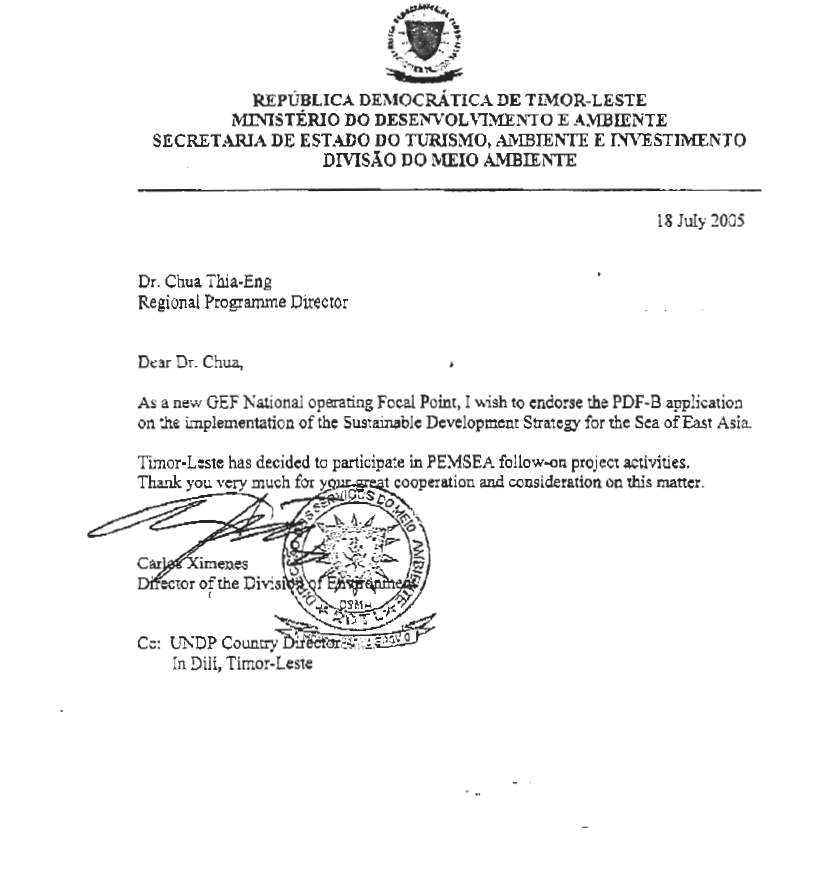 REPÚBLICA DEMOCRÁTICA DE TIMOR-LESTE
MINISTÉRIO DO DESENVOLVIMENTO E AMBIENTE
SECRETARIA DE ESTADO DO TURISMO, AMBIENTE E INVESTIMENTO
DIVISÃO DO MEIO AMBIENTE
18 July 2005
Dr. Chua Thia-Eng
Regional Programme Director
Dear Dr. Chua,
As a new GEF National operating Focal Point, I wish to endorse the PDF-B application
on the implementation of the Sustainable Development Strategy for the Sea of East Asia.
Timor-Leste has decided to participate in PEMSEA follow-on project activities.
Thank you very much for your great cooperation and consideration on this matter.
SERVIÇOS DO MEIO AMBIENTE
RDTL
Carlos Ximenes
Director of the Division of Environment
Cc: UNDP Country Director
In Dili, Timor-Leste